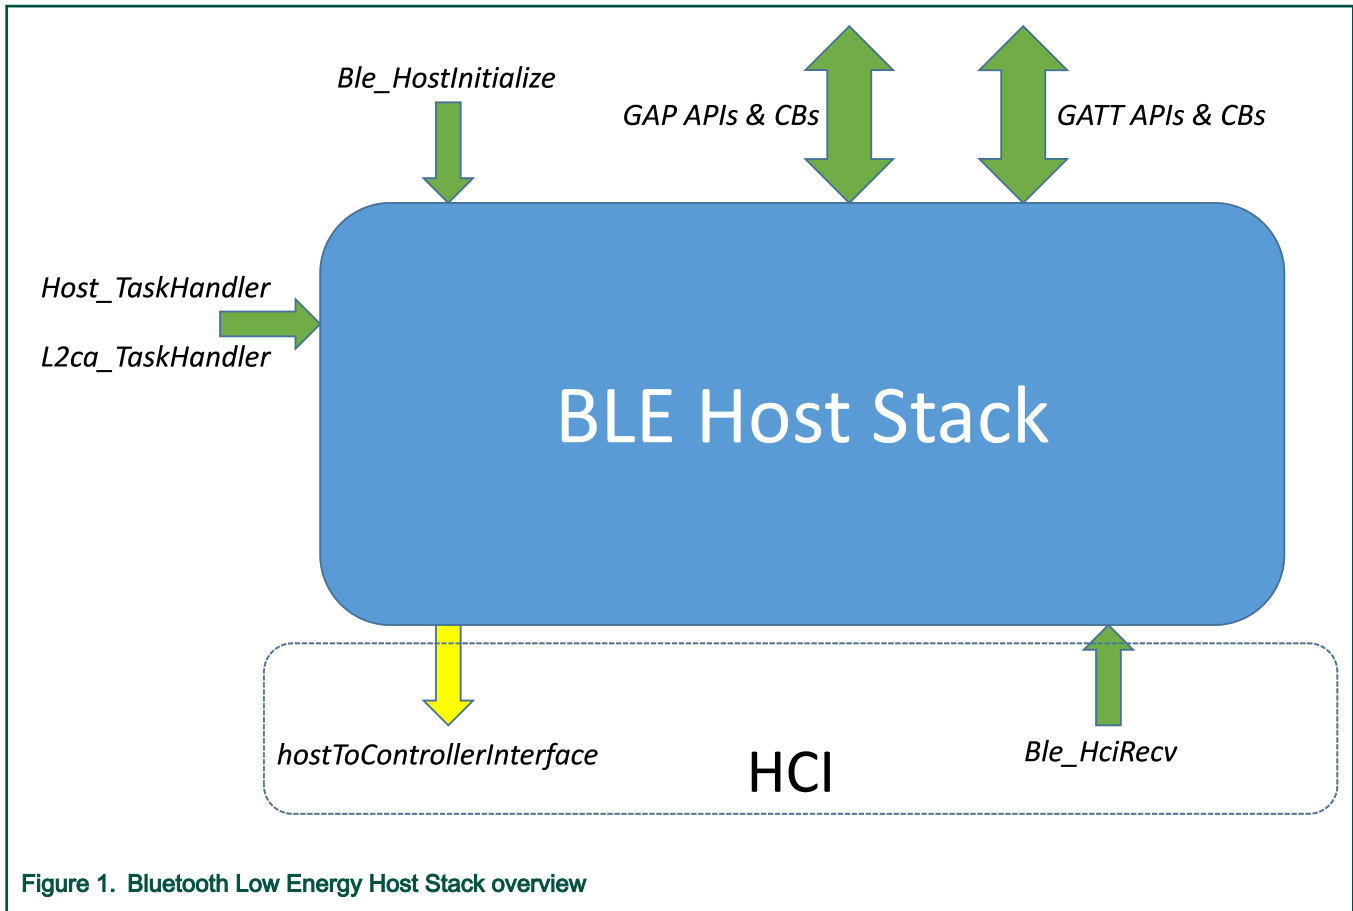 Ble_HostInitialize
GAP APIs & CBs
GATT APIs & CBs
Host_TaskHandler
L2ca_TaskHandler
BLE Host Stack
hostToControllerInterface
HCI
Ble_HciRecv
Figure 1. Bluetooth Low Energy Host Stack overview